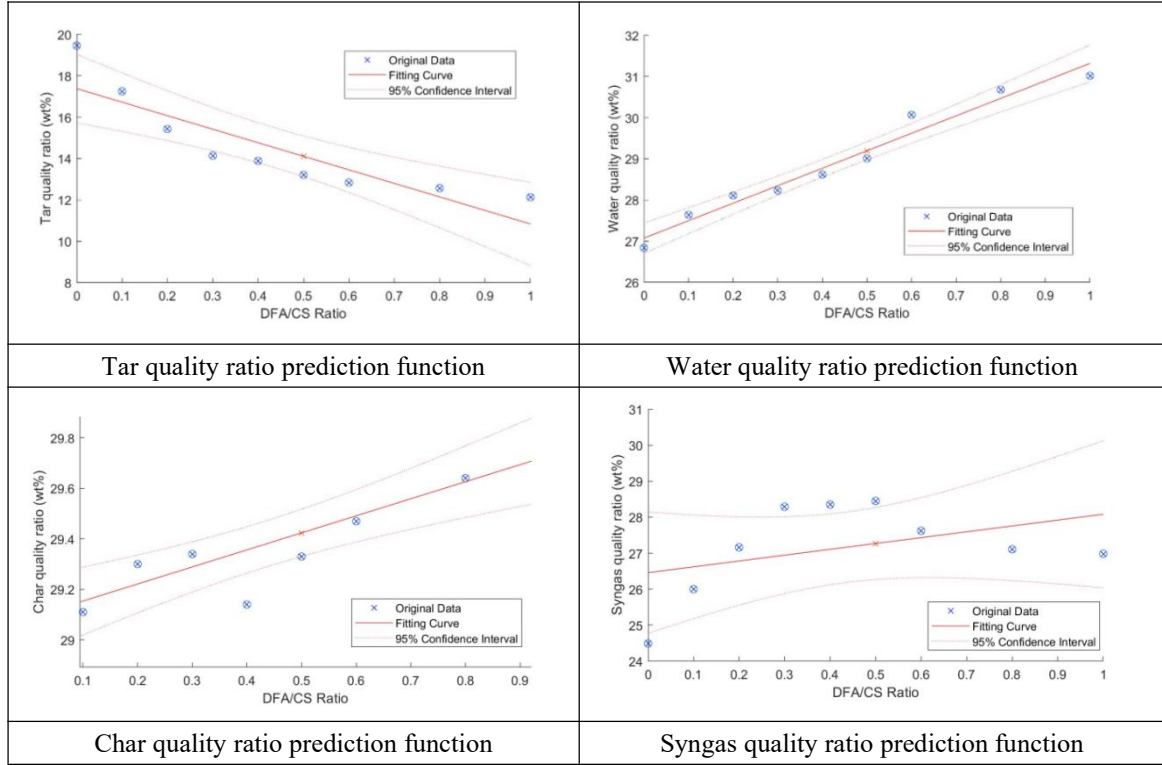 20
18
16
14
12
10
8
Tar quality ratio (wt%)
0 0.1 0.2 0.3 0.4 0.5 0.6 0.7 0.8 0.9 1
DFA/CS Ratio
Original Data
Fitting Curve
95% Confidence Interval
32
31
30
29
28
27
26
Water quality ratio (wt%)
0 0.1 0.2 0.3 0.4 0.5 0.6 0.7 0.8 0.9 1
DFA/CS Ratio
Original Data
Fitting Curve
95% Confidence Interval
Tar quality ratio prediction function
Water quality ratio prediction function
29.8
29.6
29.4
29.2
29
Char quality ratio (wt%)
0.1 0.2 0.3 0.4 0.5 0.6 0.7 0.8 0.9
DFA/CS Ratio
Original Data
Fitting Curve
95% Confidence Interval
31
30
29
28
27
26
25
24
Syngas quality ratio (wt%)
0 0.1 0.2 0.3 0.4 0.5 0.6 0.7 0.8 0.9 1
DFA/CS Ratio
Original Data
Fitting Curve
95% Confidence Interval
Char quality ratio prediction function
Syngas quality ratio prediction function